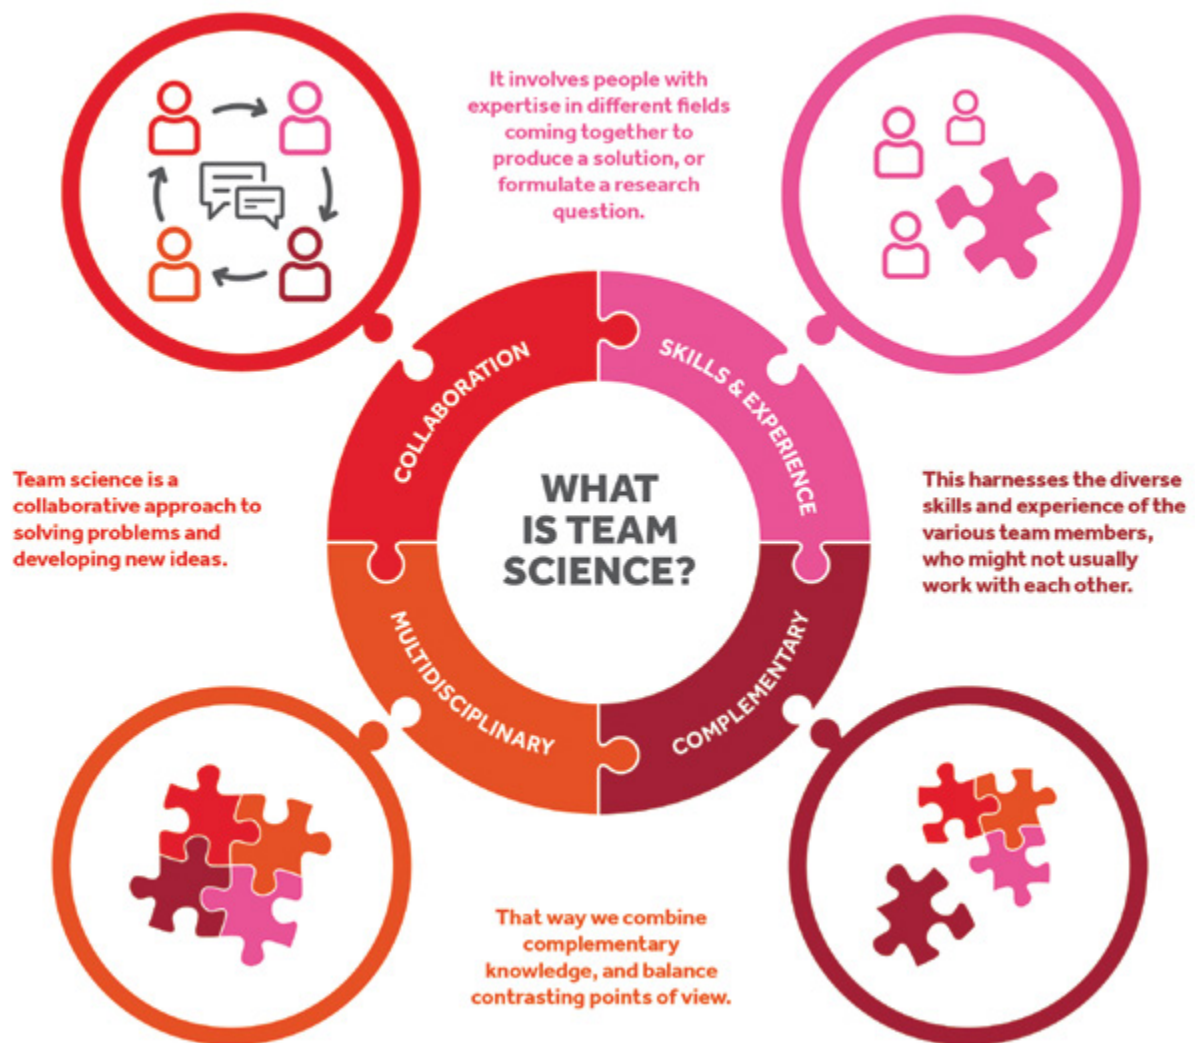 It involves people with
expertise in different fields
coming together to
produce a solution, or
formulate a research
question.
COLLABORATION
SKILLS & EXPERIENCE
Team science is a
collaborative approach to
solving problems and
developing new ideas.
WHAT
IS TEAM
SCIENCE?
This harnesses the diverse
skills and experience of the
various team members,
who might not usually
work with each other.
MULTIDISCIPLINARY
COMPLEMENTARY
That way we combine
complementary
knowledge, and balance
contrasting points of view.